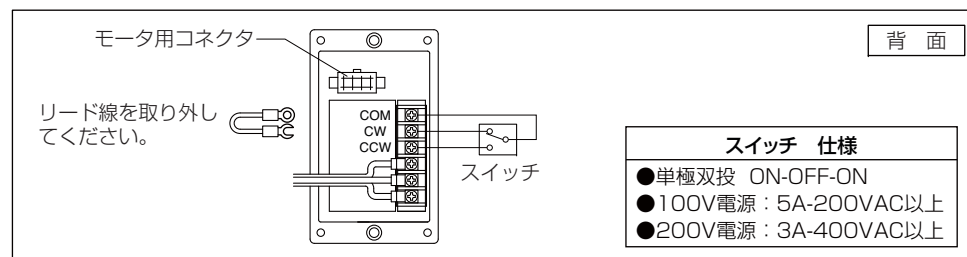 モータ用コネクタ
背 面
リード線を取り外し
てください。
COM
CW
CCW
スイッチ
スイッチ 仕様
●単極双投 ON-OFF-ON
●100V電源：5A-200VAC以上
●200V電源：3A-400VAC以上